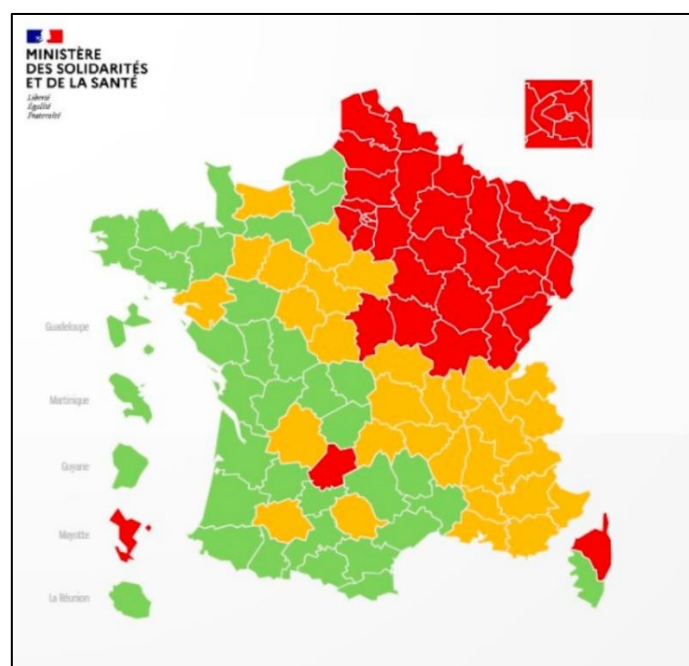 MINISTÈRE
DES SOLIDARITÉS
ET DE LA SANTÉ
Liberté
Égalité
Fraternité
Guadeloupe
Martinique
Guyane
Mayotte
La Réunion